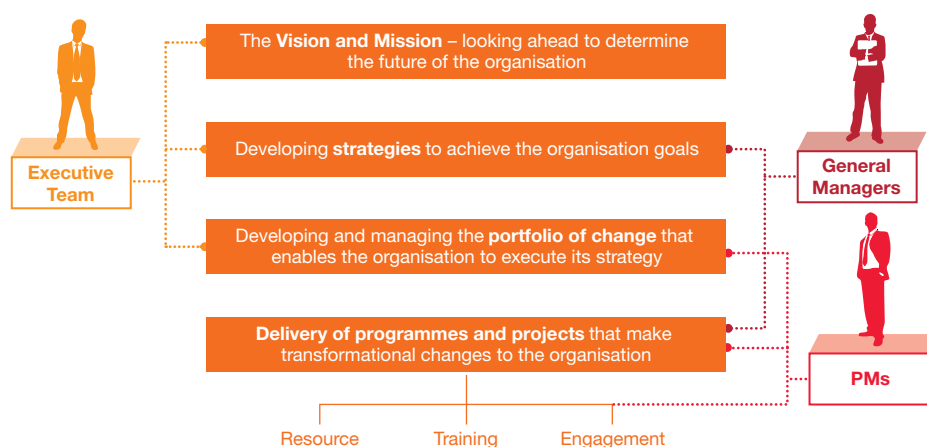 The Vision and Mission – looking ahead to determine
the future of the organisation
Executive
Team
Developing strategies to achieve the organisation goals
General
Managers
Developing and managing the portfolio of change that
enables the organisation to execute its strategy
Delivery of programmes and projects that make
transformational changes to the organisation
PMs
Resource
Training
Engagement